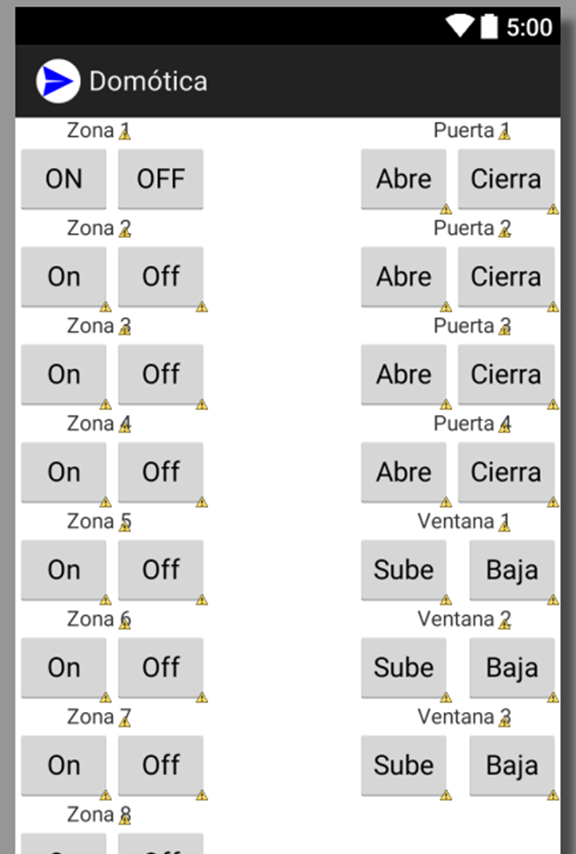 5:00
Domótica
Zona 1 Puerta 1
ON OFF Abre Cierra
Zona 2 Puerta 2
On Off Abre Cierra
Zona 3 Puerta 3
On Off Abre Cierra
Zona 4 Puerta 4
On Off Abre Cierra
Zona 5 Ventana 1
On Off Sube Baja
Zona 6 Ventana 2
On Off Sube Baja
Zona 7 Ventana 3
On Off Sube Baja
Zona 8